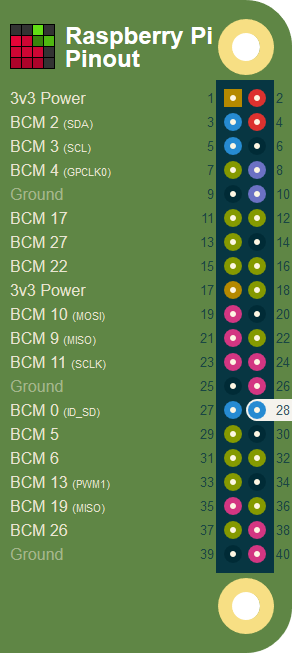 Raspberry Pi
Pinout
3v3 Power 1 2
BCM 2 (SDA) 3 4
BCM 3 (SCL) 5 6
BCM 4 (GPCLK0) 7 8
Ground 9 10
BCM 17 11 12
BCM 27 13 14
BCM 22 15 16
3v3 Power 17 18
BCM 10 (MOSI) 19 20
BCM 9 (MISO) 21 22
BCM 11 (SCLK) 23 24
Ground 25 26
BCM 0 (ID_SD) 27 28
BCM 5 29 30
BCM 6 31 32
BCM 13 (PWM1) 33 34
BCM 19 (MISO) 35 36
BCM 26 37 38
Ground 39 40